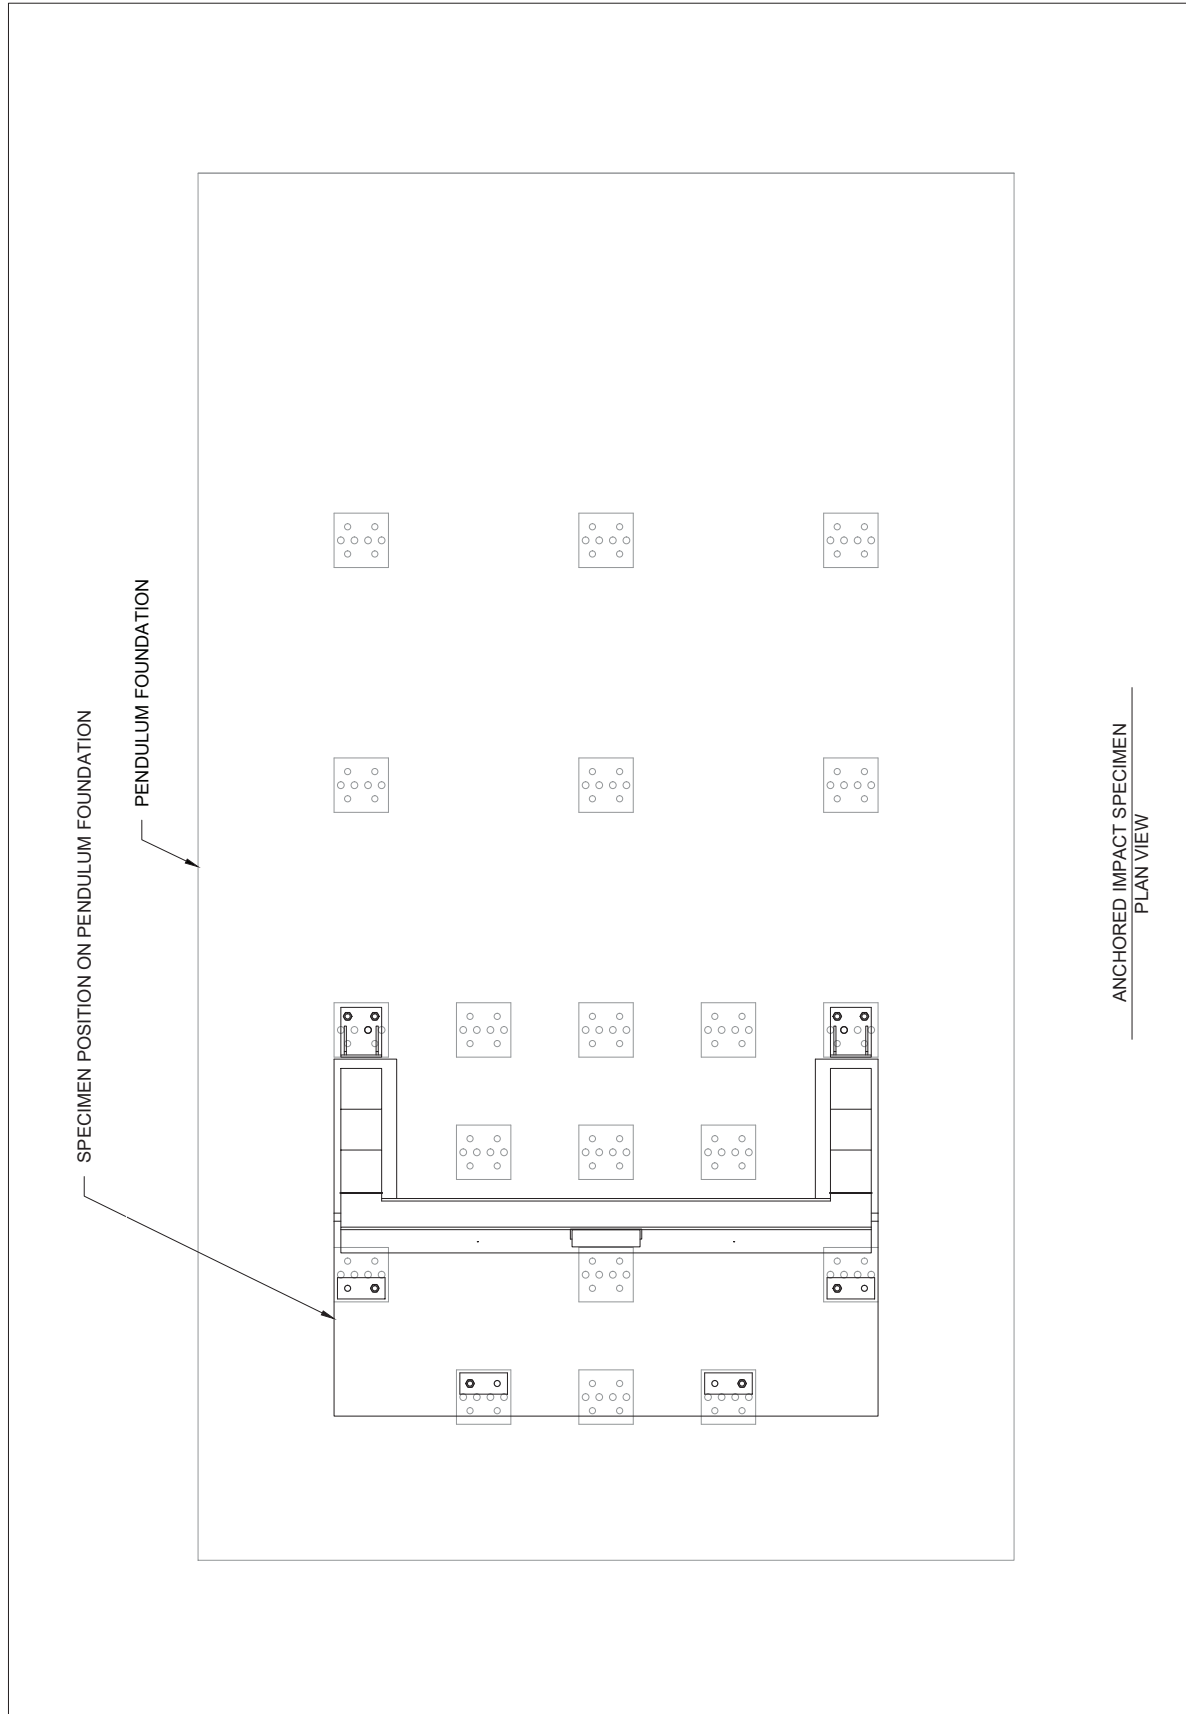 SPECIMEN POSITION ON PENDULUM FOUNDATION
PENDULUM FOUNDATION
ANCHORED IMPACT SPECIMEN
PLAN VIEW